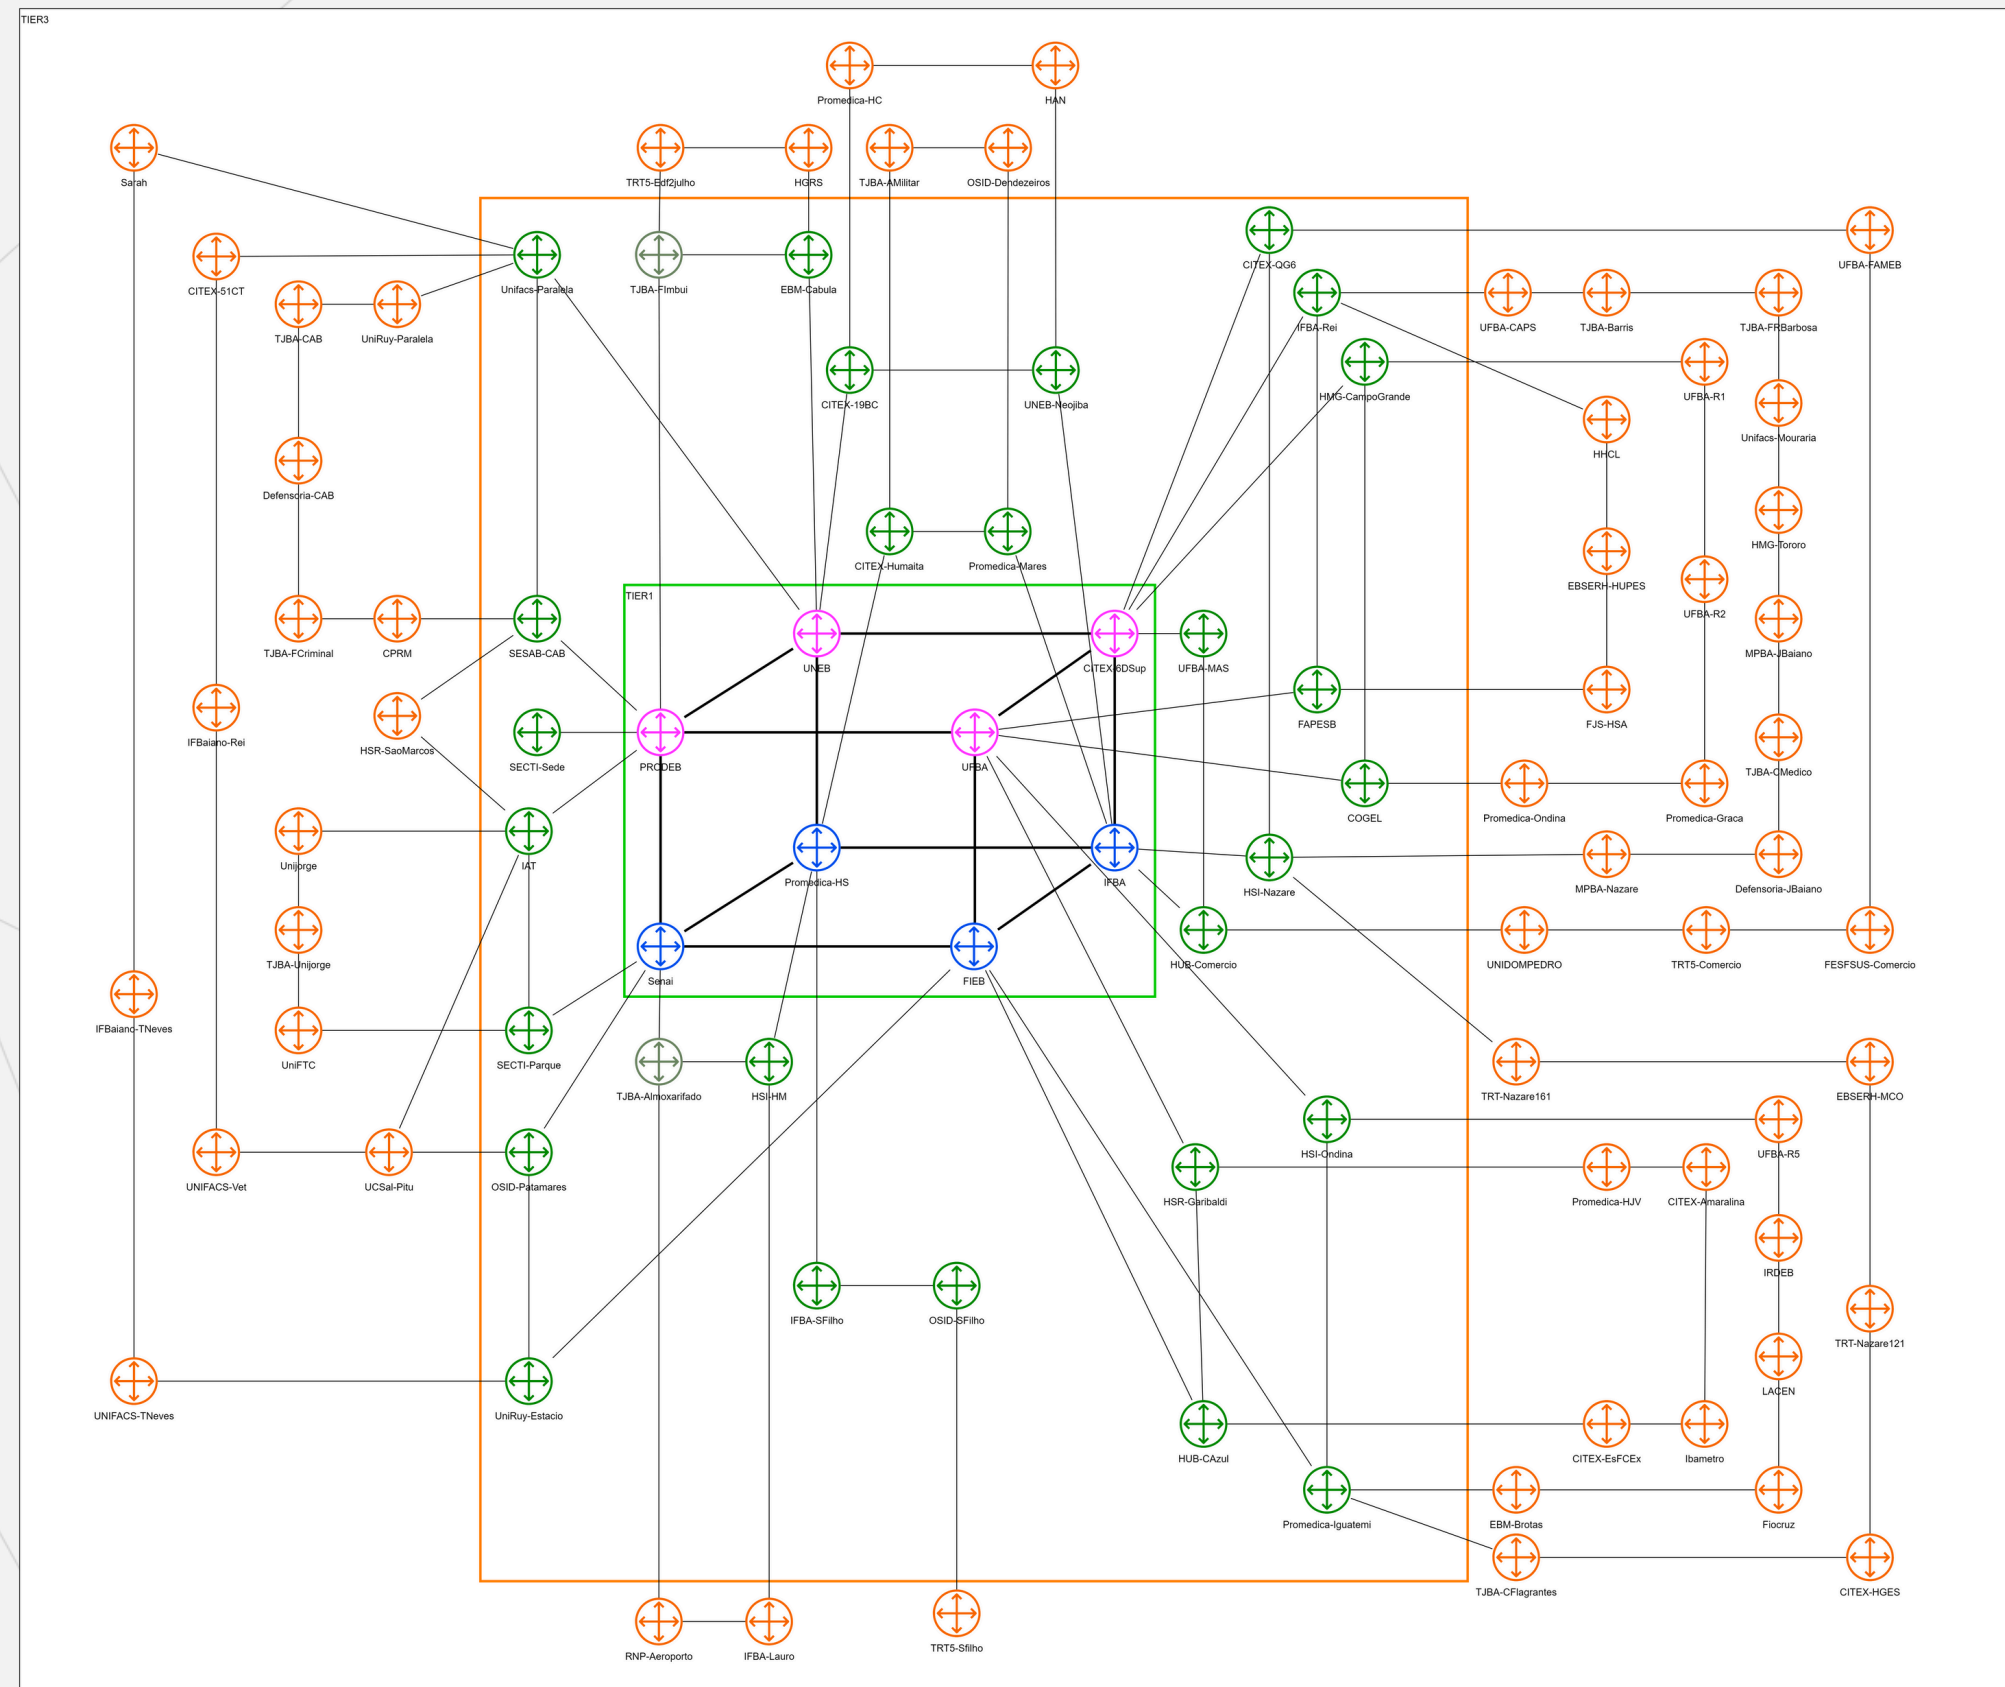 TIER3
Promedica-HC
HAN
Sarah
TRT5-Edf2julho
HGRS
TJBA-AMilitar
OSID-Dendezeiros
CITEX-QG6
UFBA-FAMEB
CITEX-51CT
Unifacs-Paralela
TJBA-FImbui
EBM-Cabula
IFBA-Rei
UFBA-CAPS
TJBA-Barris
TJBA-FRBarbosa
TJBA-CAB
UniRuy-Paralela
CITEX-19BC
UNEB-Neojiba
HMG-CampoGrande
UFBA-R1
Unifacs-Mouraria
HHCL
Defensoria-CAB
HMG-Tororo
CITEX-Humaita
Promedica-Mares
EBSERH-HUPES
TIER1
UFBA-R2
TJBA-FCriminal
CPRM
SESAB-CAB
MPBA-JBaiano
UNEB
CITEX-6DSup
UFBA-MAS
FAPESB
FJS-HSA
IFBaiano-Rei
HSR-SaoMarcos
SECTI-Sede
PRODEB
UFBA
TJBA-CMedico
COGEL
Promedica-Ondina
Promedica-Graca
Unijorge
IAT
Promedica-HS
IFBA
HSI-Nazare
MPBA-Nazare
Defensoria-JBaiano
TJBA-Unijorge
Senai
FIEB
HUB-Comercio
UNIDOMPEDRO
TRT5-Comercio
FESFSUS-Comercio
IFBaiano-TNeves
UniFTC
SECTI-Parque
TJBA-Almoxarifado
HSI-HM
TRT-Nazare161
EBSERH-MCO
HSI-Ondina
UFBA-R5
UNIFACS-Vet
UCSal-Pitu
OSID-Patamares
HSR-Garibaldi
Promedica-HJV
CITEX-Amaralina
IRDEB
IFBA-SFilho
OSID-SFilho
TRT-Nazare121
LACEN
UNIFACS-TNeves
UniRuy-Estacio
HUB-CAzul
CITEX-EsFCEx
Ibametro
Promedica-Iguatemi
EBM-Brotas
Fiocruz
TJBA-CFlagrantes
CITEX-HGES
RNP-Aeroporto
IFBA-Lauro
TRT5-Sfilho